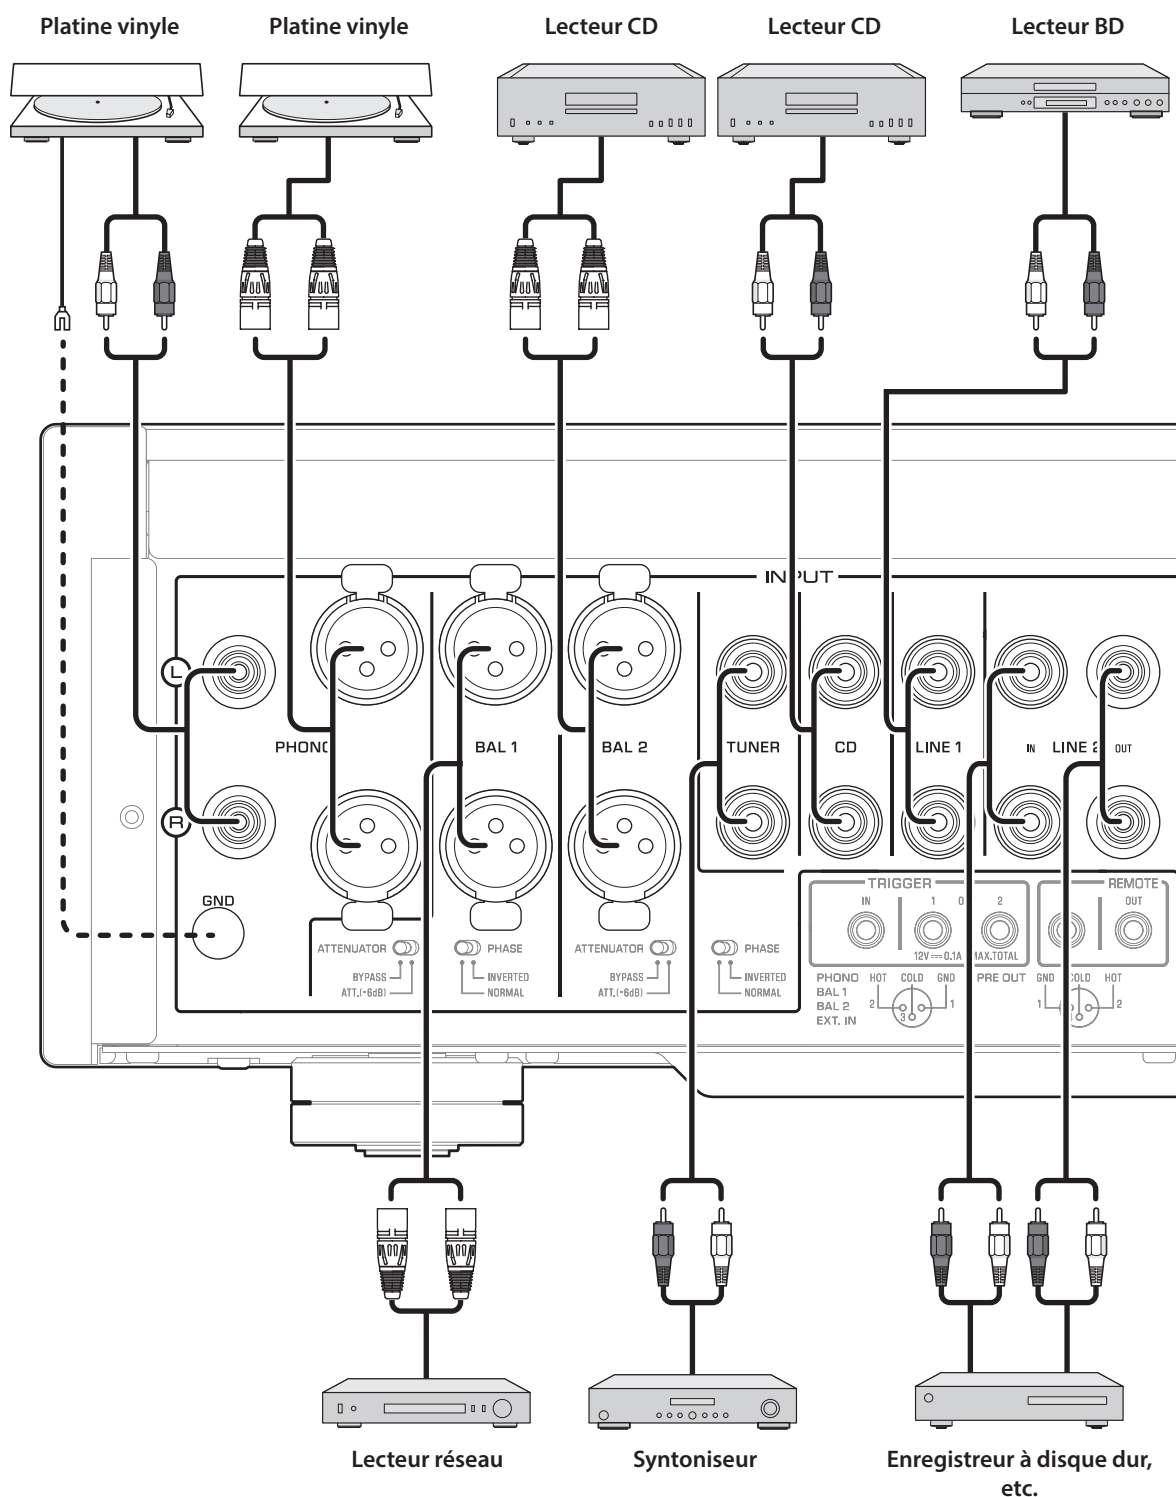 Platine vinyle
Platine vinyle
Lecteur CD
Lecteur CD
Lecteur BD
INPUT
L
PHONO
BAL 1
BAL 2
TUNER
CD
LINE 1
IN
LINE 2
OUT
R
GND
TRIGGER
IN
1
2
REMOTE
OUT
12V 0.1A MAX.TOTAL
ATTENUATOR
BYPASS
ATT.(-6dB)
PHASE
INVERTED
NORMAL
ATTENUATOR
BYPASS
ATT.(-6dB)
PHASE
INVERTED
NORMAL
PHONO
BAL 1
BAL 2
EXT. IN
HOT
COLD
GND
2
3
1
PRE OUT
GND
COLD
HOT
1
2
Lecteur réseau
Syntoniseur
Enregistreur à disque dur,
etc.